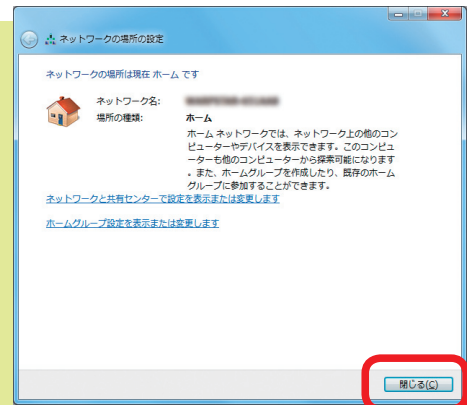 ネットワークの場所の設定
ネットワークの場所は現在 ホーム です
ネットワーク名:
場所の種類: ホーム
ホーム ネットワークでは、ネットワーク上の他のコン
ピューターやデバイスを表示できます。このコンピュ
ーターも他のコンピューターから探索可能になります
。また、ホームグループを作成したり、既存のホーム
グループに参加することができます。
ネットワークと共有センターで設定を表示または変更します
ホームグループ設定を表示または変更します
閉じる(C)